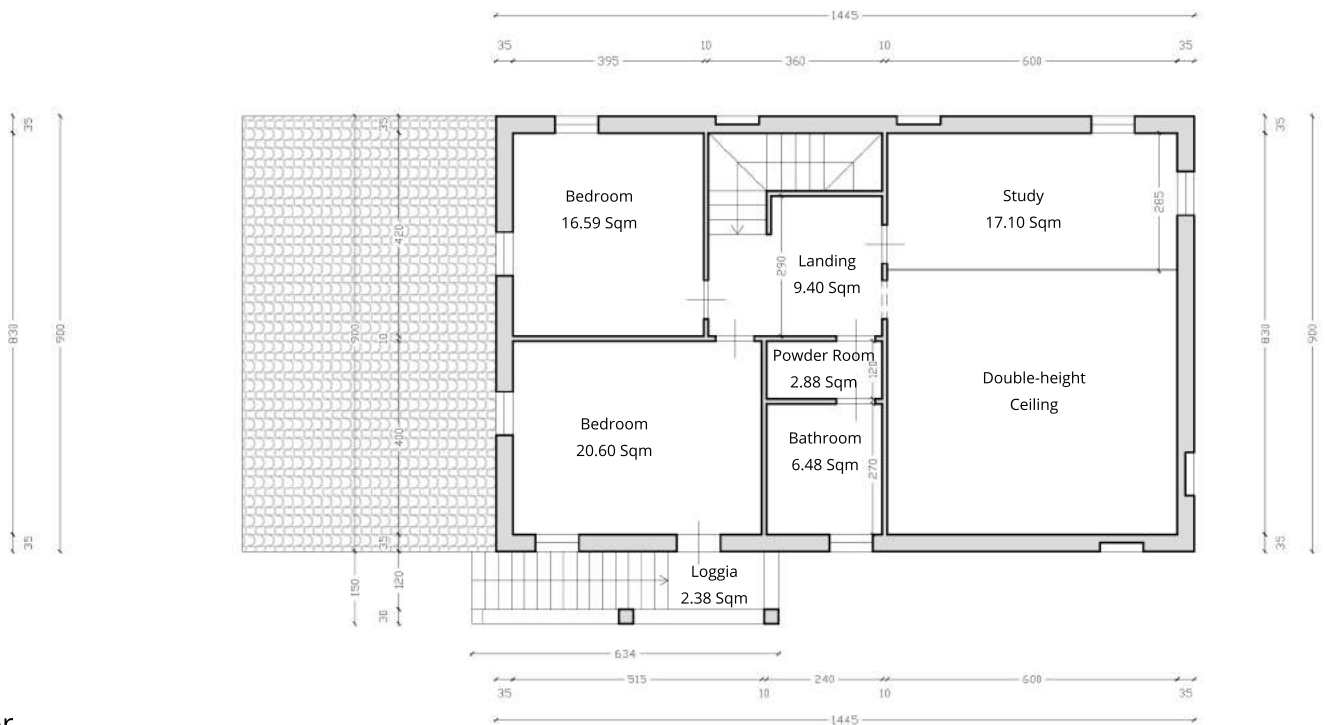 1445
35 10 10 35
395 360 600
35 35 35
Bedroom
16.59 Sqm
Study
17.10 Sqm
285
420
Landing
9.40 Sqm
290
830 900 900 10 830 900
Powder Room
2.88 Sqm
120
Double-height
Ceiling
Bedroom
20.60 Sqm
400
Bathroom
6.48 Sqm
270
35 35 35
Loggia
2.38 Sqm
150 120
30
634
515 240 600
35 10 10 35
1445